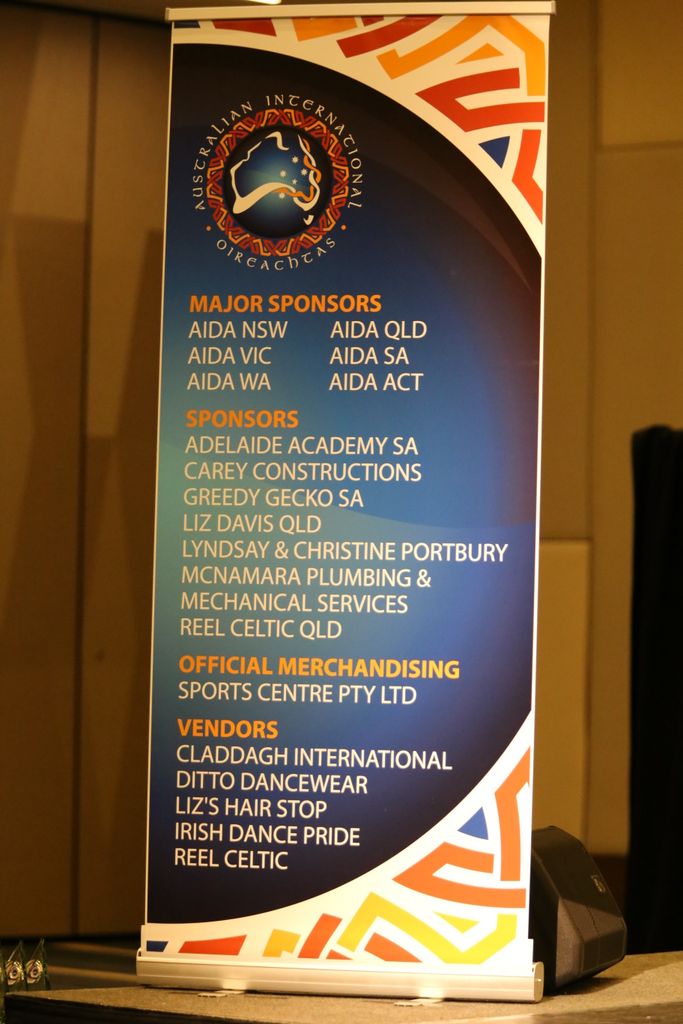 AUSTRALIAN INTERNATIONAL
OIREACHTAS
MAJOR SPONSORS
AIDA NSW AIDA QLD
AIDA VIC AIDA SA
AIDA WA AIDA ACT
SPONSORS
ADELAIDE ACADEMY SA
CAREY CONSTRUCTIONS
GREEDY GECKO SA
LIZ DAVIS QLD
LYNDSAY & CHRISTINE PORTBURY
MCNAMARA PLUMBING &
MECHANICAL SERVICES
REEL CELTIC QLD
OFFICIAL MERCHANDISING
SPORTS CENTRE PTY LTD
VENDORS
CLADDAGH INTERNATIONAL
DITTO DANCEWEAR
LIZ'S HAIR STOP
IRISH DANCE PRIDE
REEL CELTIC